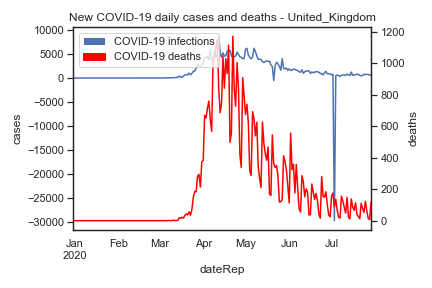 New COVID-19 daily cases and deaths - United_Kingdom
COVID-19 infections
COVID-19 deaths
10000
5000
0
−5000
−10000
−15000
−20000
−25000
−30000
cases
1200
1000
800
600
400
200
0
deaths
Jan Feb Mar Apr May Jun Jul
2020
dateRep